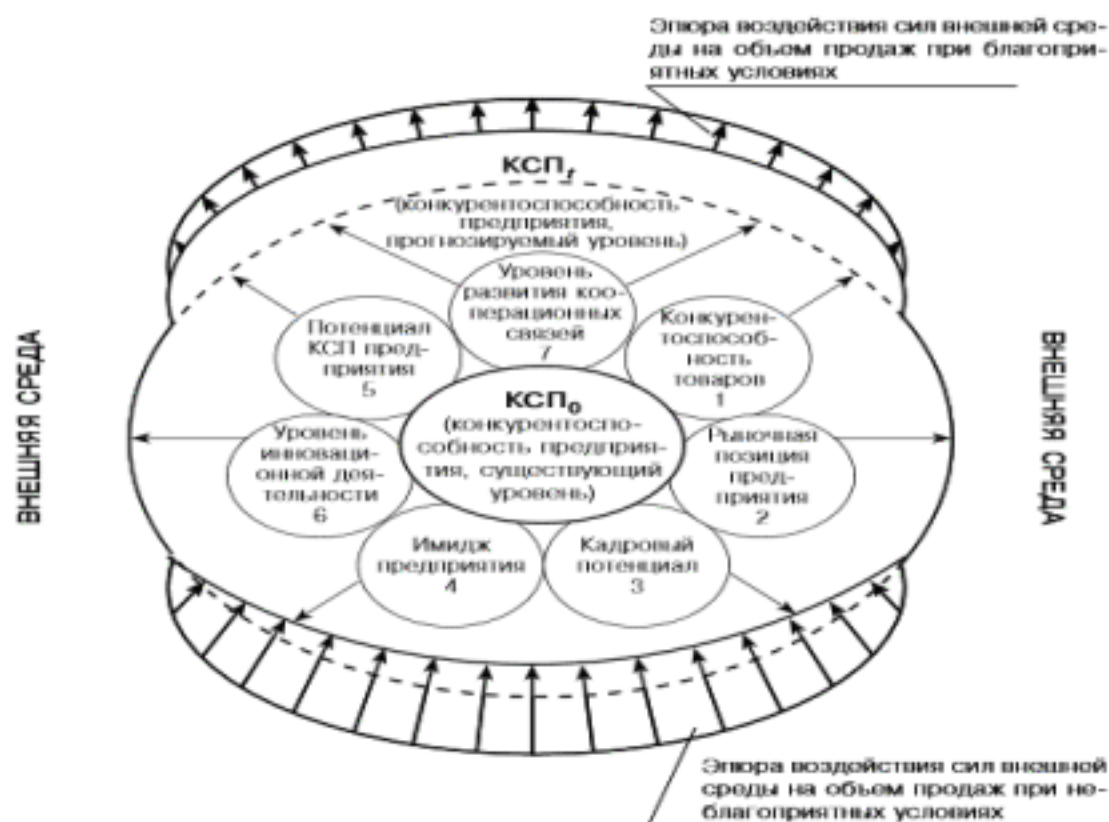 Эпюра воздействия сил внешней сре-
ды на объем продаж при благопри-
ятных условиях
КСПt
(конкурентоспособность
предприятия,
прогнозируемый уровень)
Уровень
развития коо-
перационных
связей
7
Потенциал
КСП пред-
приятия
5
Конкурен-
тоспособ-
ность
товаров
1
ВНЕШНЯЯ СРЕДА
ВНЕШНЯЯ СРЕДА
КСП0
(конкурентоспо-
собность предприя-
тия, существующий
уровень)
Уровень
инноваци-
онной дея-
тельности
6
Рыночная
позиция
пред-
приятия
2
Имидж
предприятия
4
Кадровый
потенциал
3
Эпюра воздействия сил внешней
среды на объем продаж при не-
благоприятных условиях